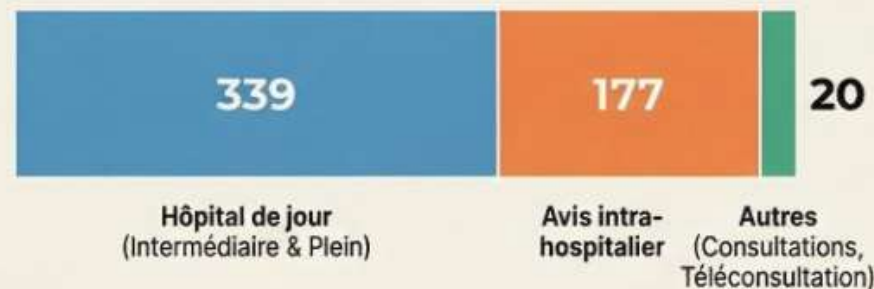 339
177
20
Hôpital de jour
(Intermédiaire & Plein)
Avis intra-
hospitalier
Autres
(Consultations,
Téléconsultation)